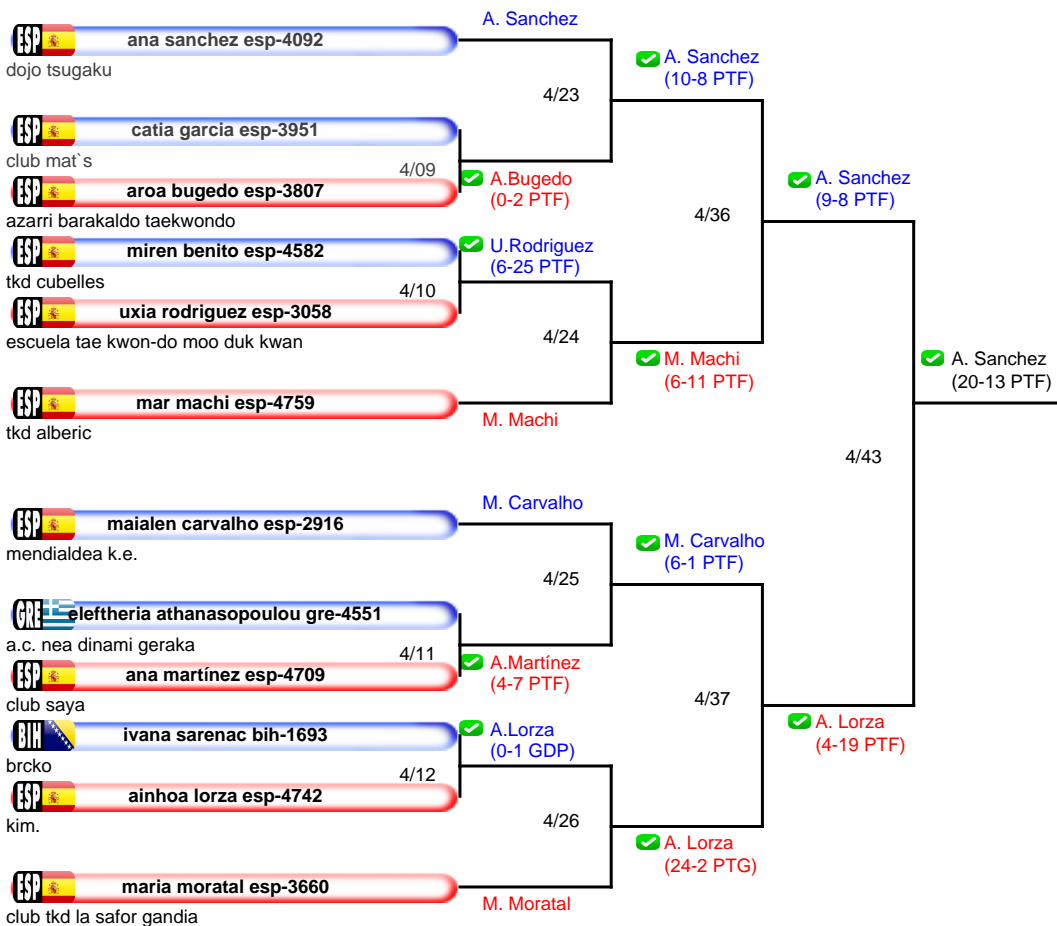 A. Sanchez
ESP ana sanchez esp-4092
dojo tsugaku
A. Sanchez
(10-8 PTF)
4/23
ESP catia garcia esp-3951
club mat`s
4/09
ESP aroa bugedo esp-3807
azarri barakaldo taekwondo
A.Bugedo
(0-2 PTF)
A. Sanchez
(9-8 PTF)
4/36
ESP miren benito esp-4582
tkd cubelles
U.Rodriguez
(6-25 PTF)
4/10
ESP uxia rodriguez esp-3058
escuela tae kwon-do moo duk kwan
4/24
M. Machi
(6-11 PTF)
A. Sanchez
(20-13 PTF)
ESP mar machi esp-4759
tkd alberic
M. Machi
4/43
M. Carvalho
ESP maialen carvalho esp-2916
mendialdea k.e.
M. Carvalho
(6-1 PTF)
4/25
GRE eleftheria athanasopoulou gre-4551
a.c. nea dinami geraka
4/11
ESP ana martínez esp-4709
club saya
A.Martínez
(4-7 PTF)
4/37
BIH ivana sarenac bih-1693
brcko
A.Lorza
(0-1 GDP)
A. Lorza
(4-19 PTF)
4/12
ESP ainhoa lorza esp-4742
kim.
4/26
A. Lorza
(24-2 PTG)
ESP maria moratal esp-3660
club tkd la safor gandia
M. Moratal